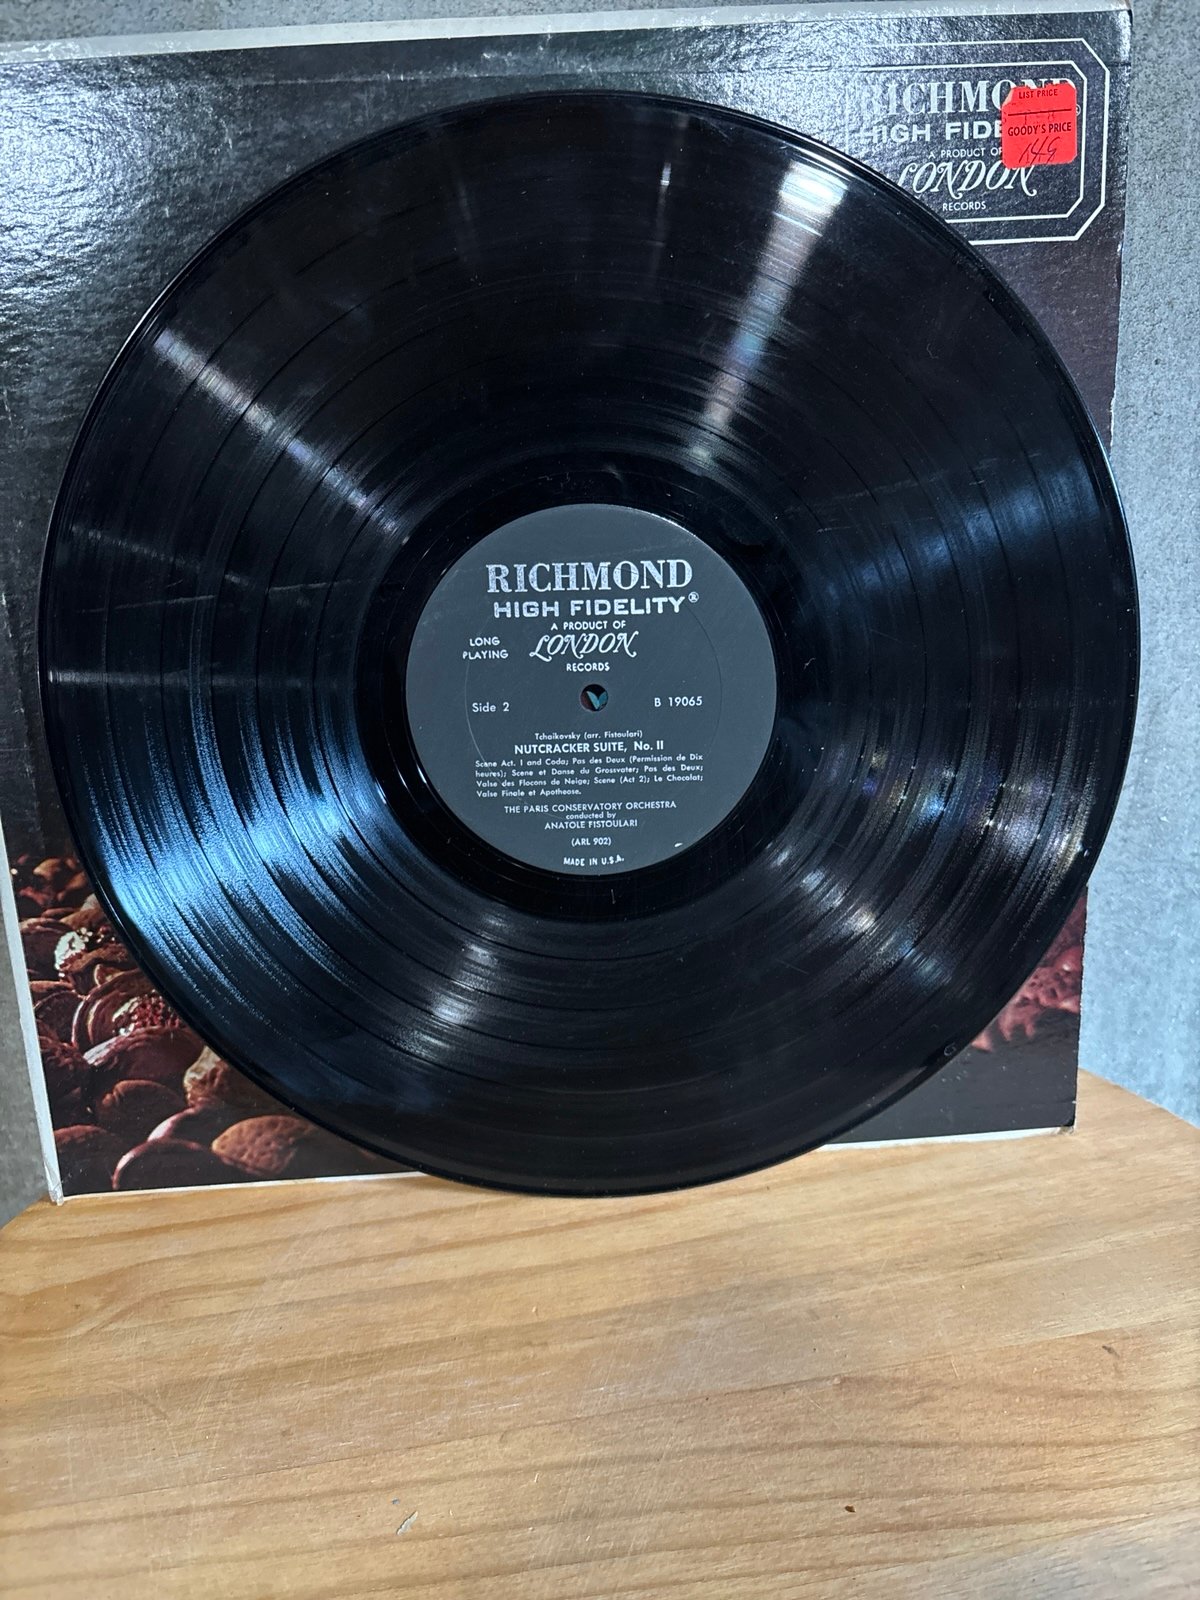 RICHMOND
HIGH FIDE
A PRODUCT OF
LONDON
RECORDS
LIST PRICE
GOODY'S PRICE
1.49
RICHMOND
HIGH FIDELITY®
A PRODUCT OF
LONG PLAYING
LONDON
RECORDS
Side 2
B 19065
Tchaikovsky (arr. Fistoulari)
NUTCRACKER SUITE, No. II
Scene Act. I and Coda; Pas des Deux (Permission de Dix
heures); Scene et Danse du Grossvater; Pas des Deux;
Valse des Flocons de Neige; Scene (Act 2); Le Chocolat;
Valse Finale et Apotheose.
THE PARIS CONSERVATORY ORCHESTRA
conducted by
ANATOLE FISTOULARI
(ARL 902)
MADE IN U.S.A.